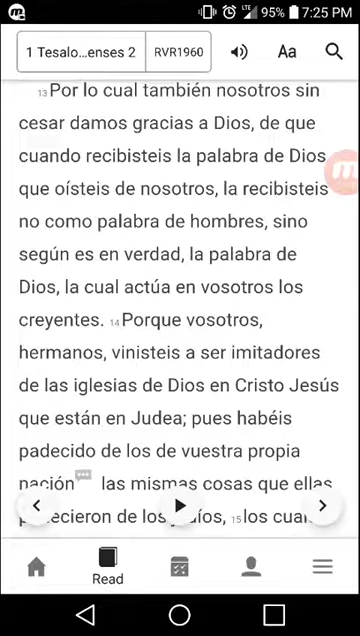 LTE 95% 7:25 PM
1 Tesalo...enses 2 RVR1960 Aa
13 Por lo cual también nosotros sin
cesar damos gracias a Dios, de que
cuando recibisteis la palabra de Dios
que oísteis de nosotros, la recibisteis
no como palabra de hombres, sino
según es en verdad, la palabra de
Dios, la cual actúa en vosotros los
creyentes. 14 Porque vosotros,
hermanos, vinisteis a ser imitadores
de las iglesias de Dios en Cristo Jesús
que están en Judea; pues habéis
padecido de los de vuestra propia
nación las mismas cosas que ellas
de los 15 los
Read